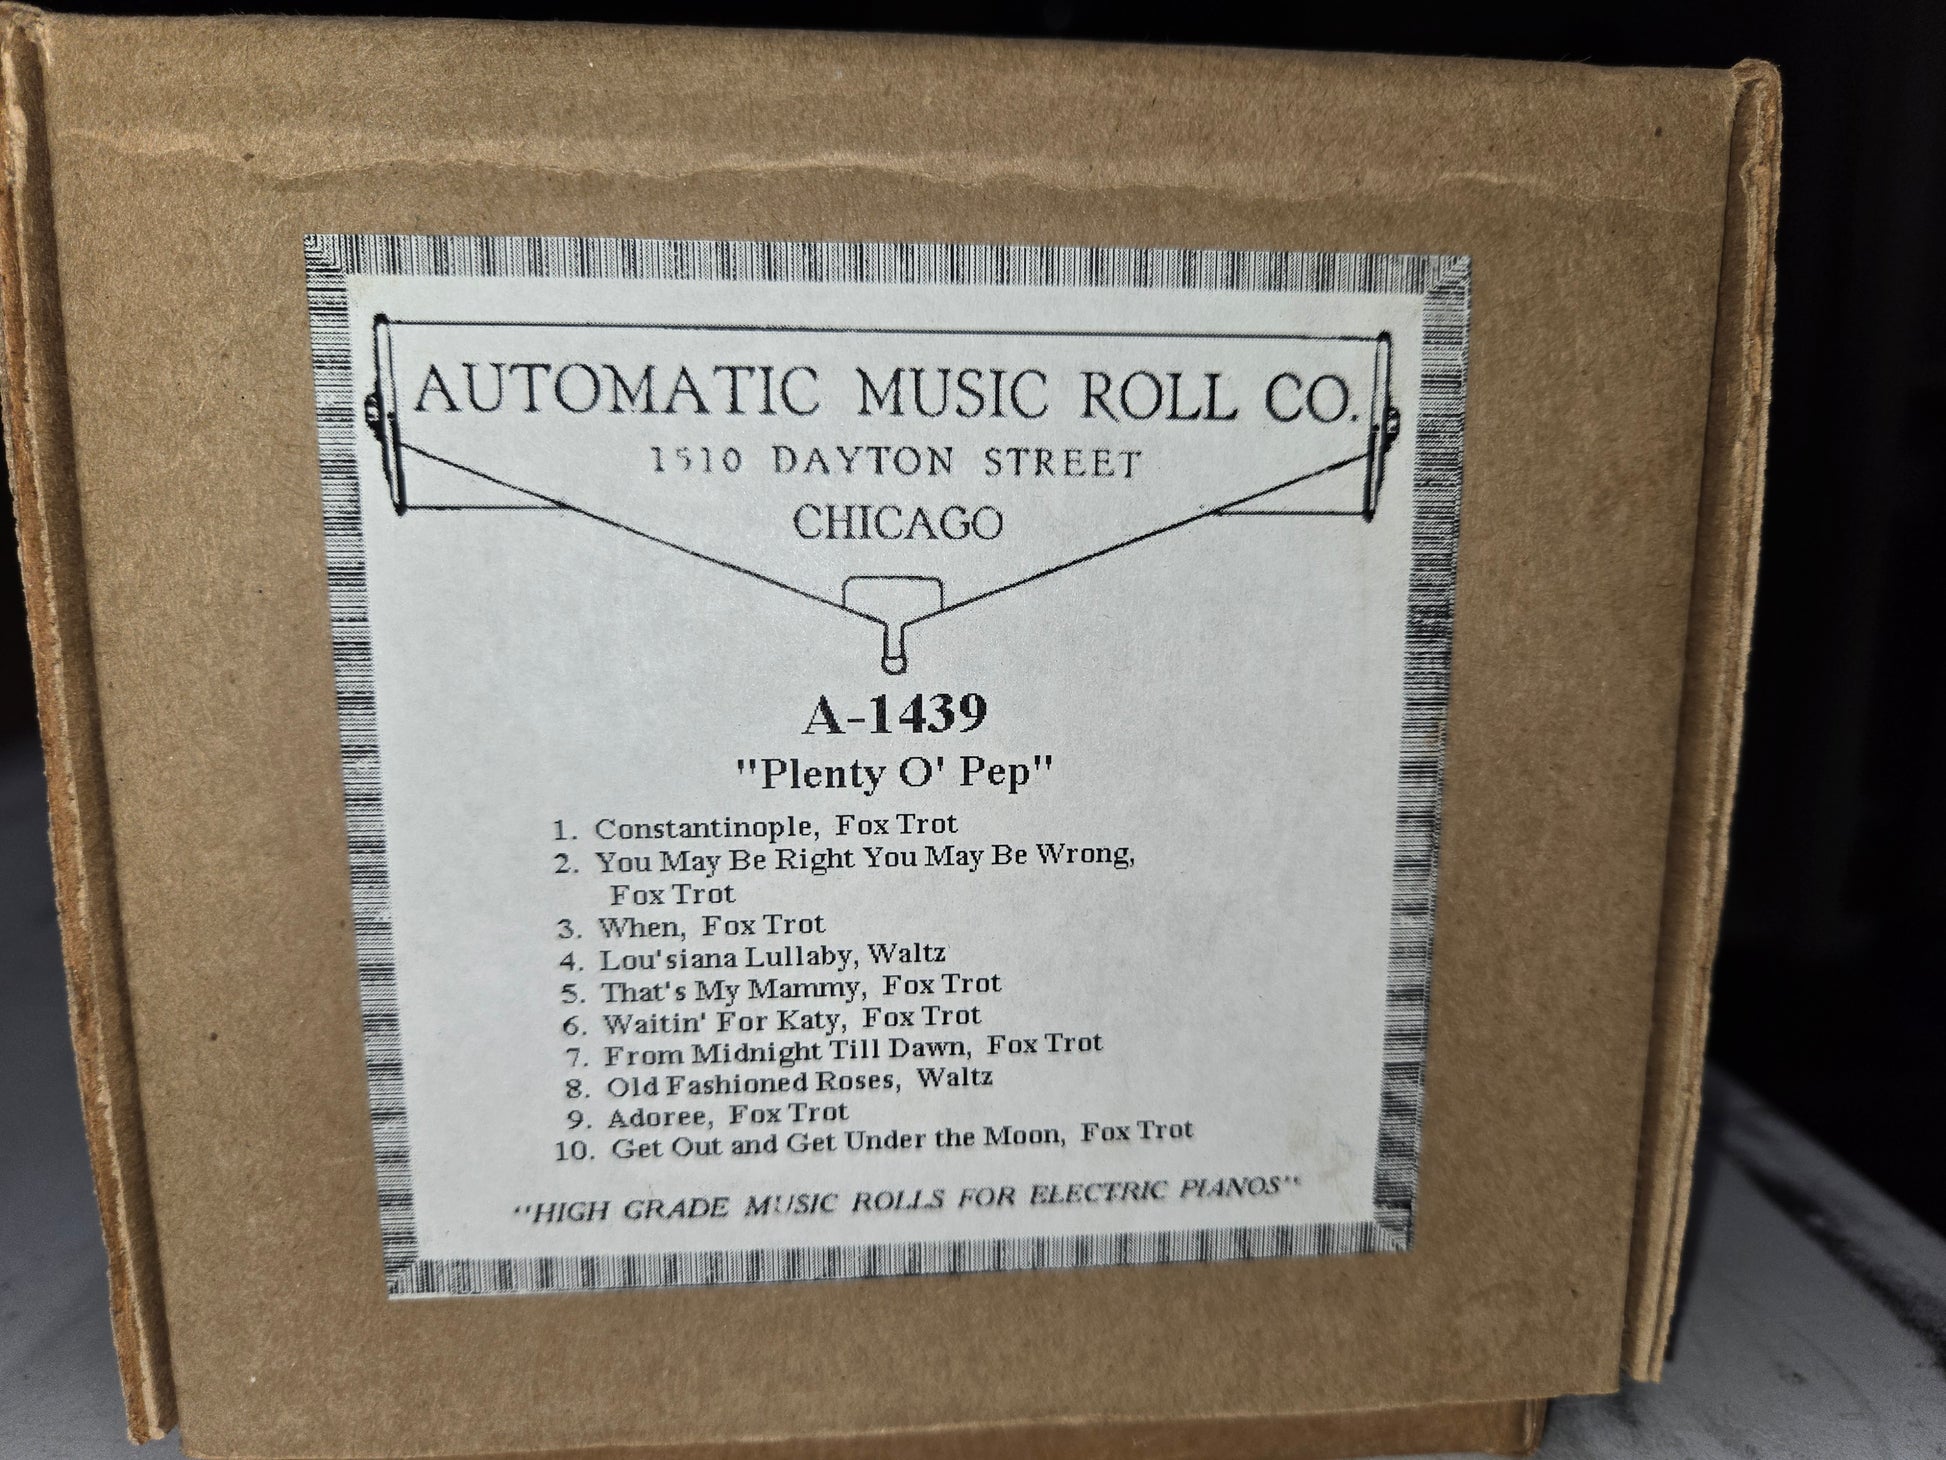 AUTOMATIC MUSIC ROLL CO.
1510 DAYTON STREET
CHICAGO
A-1439
"Plenty O' Pep"
1. Constantinople, Fox Trot
2. You May Be Right You May Be Wrong,
Fox Trot
3. When, Fox Trot
4. Lou'siana Lullaby, Waltz
5. That's My Mammy, Fox Trot
6. Waitin' For Katy, Fox Trot
7. From Midnight Till Dawn, Fox Trot
8. Old Fashioned Roses, Waltz
9. Adoree, Fox Trot
10. Get Out and Get Under the Moon, Fox Trot
"HIGH GRADE MUSIC ROLLS FOR ELECTRIC PIANOS"